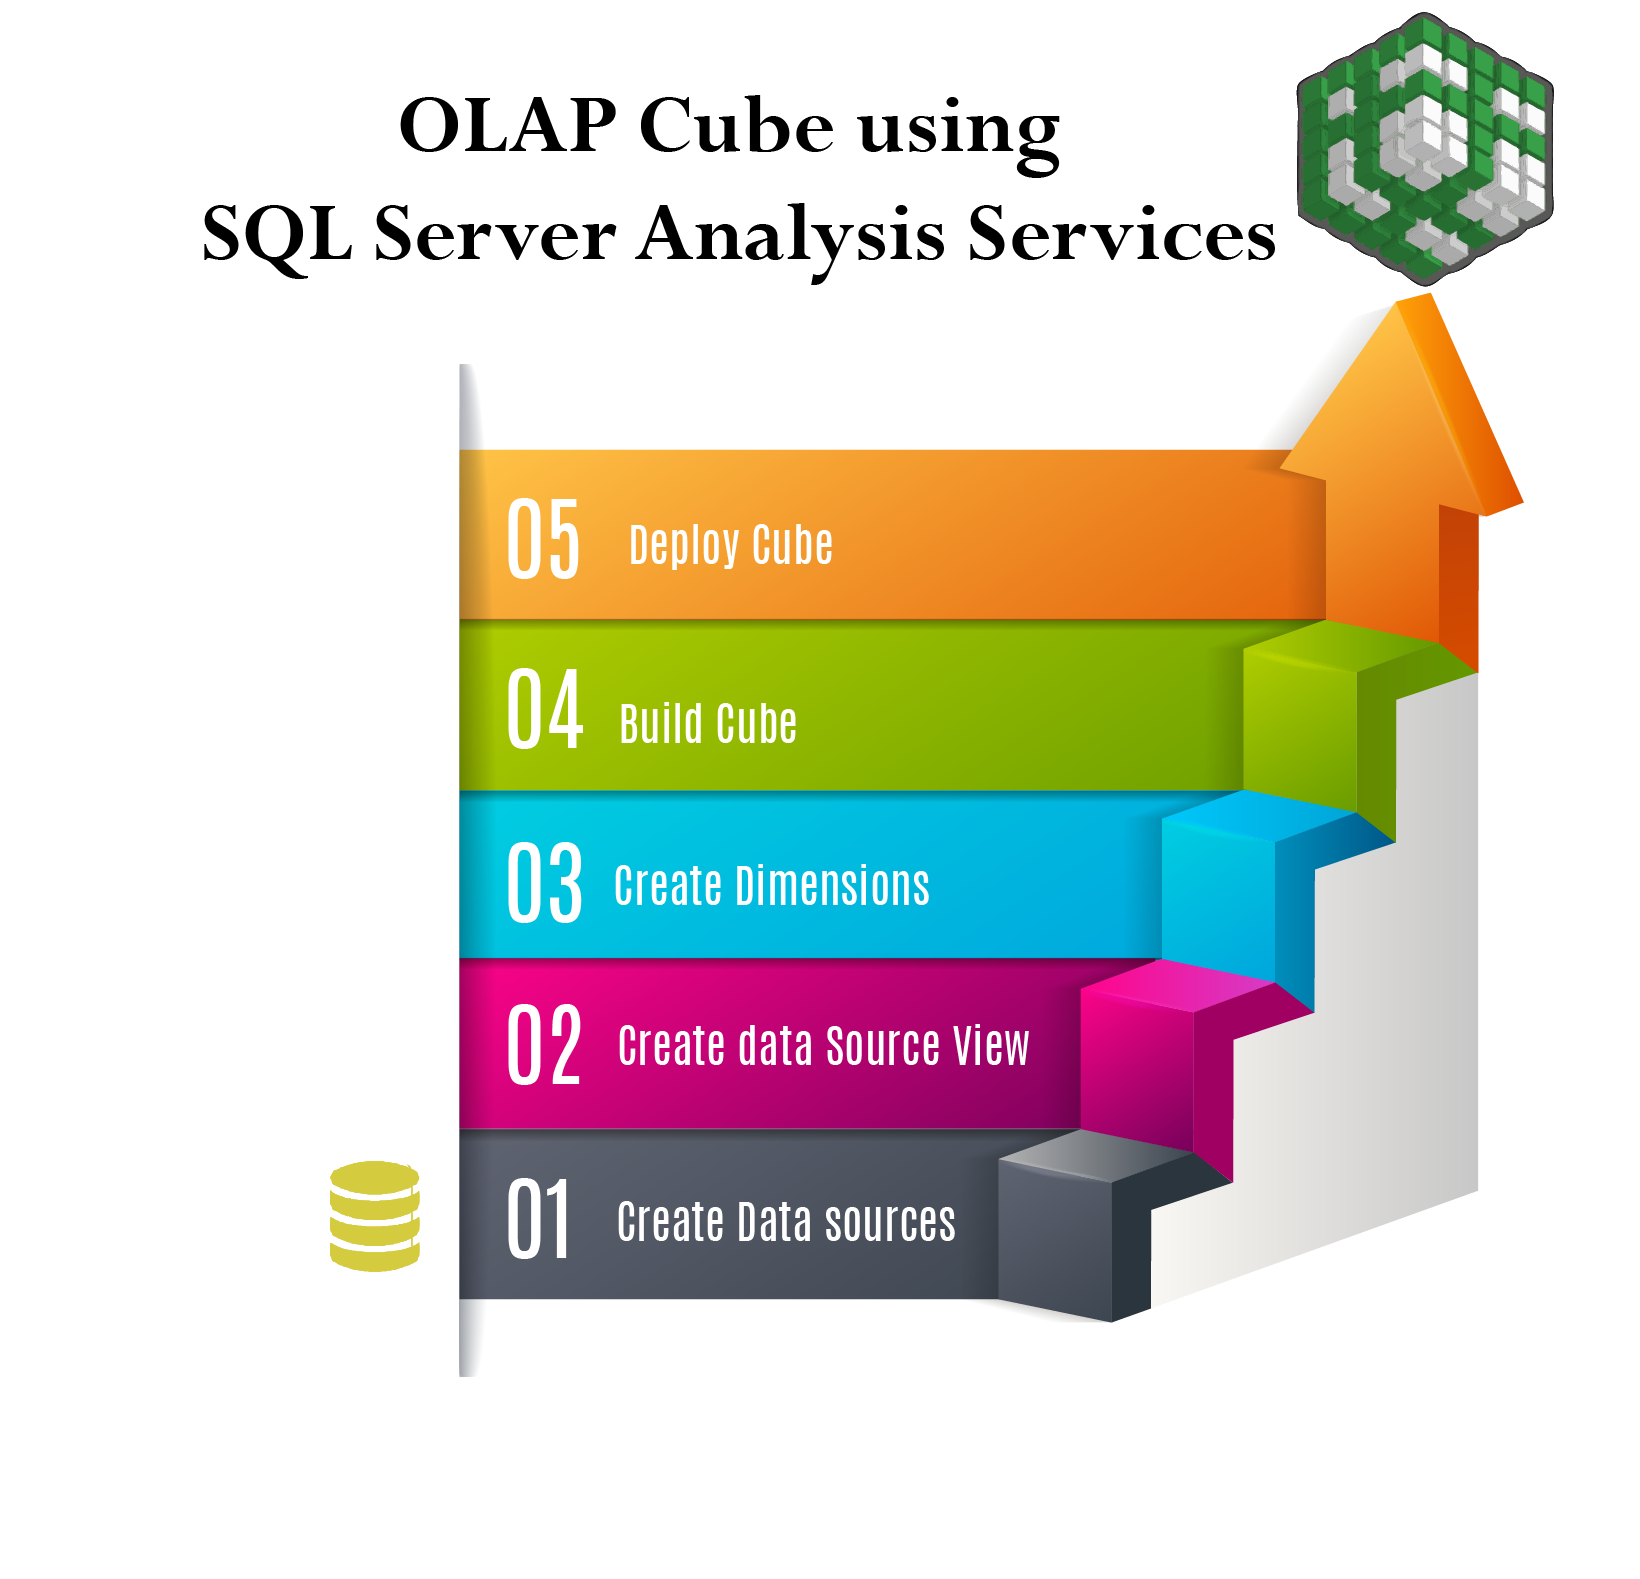 OLAP Cube using
SQL Server Analysis Services
05 Deploy Cube
04 Build Cube
03 Create Dimensions
02 Create data Source View
01 Create Data sources